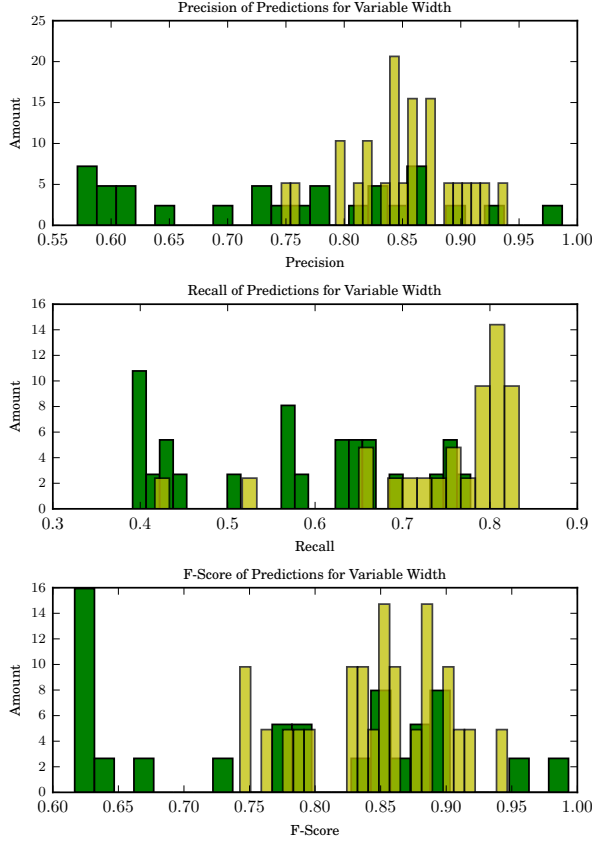 Precision of Predictions for Variable Width
25
20
15
10
5
0
Amount
0.55 0.60 0.65 0.70 0.75 0.80 0.85 0.90 0.95 1.00
Precision
Recall of Predictions for Variable Width
16
14
12
10
8
6
4
2
0
Amount
0.3 0.4 0.5 0.6 0.7 0.8 0.9
Recall
F-Score of Predictions for Variable Width
16
14
12
10
8
6
4
2
0
Amount
0.60 0.65 0.70 0.75 0.80 0.85 0.90 0.95 1.00
F-Score